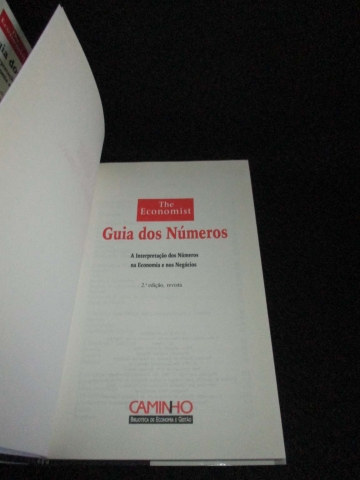 The
Economist
Guia dos Números
A Interpretação dos Números
na Economia e nos Negócios
2.ª edição, revista
CAMINHO
BIBLIOTECA DE ECONOMIA E GESTÃO